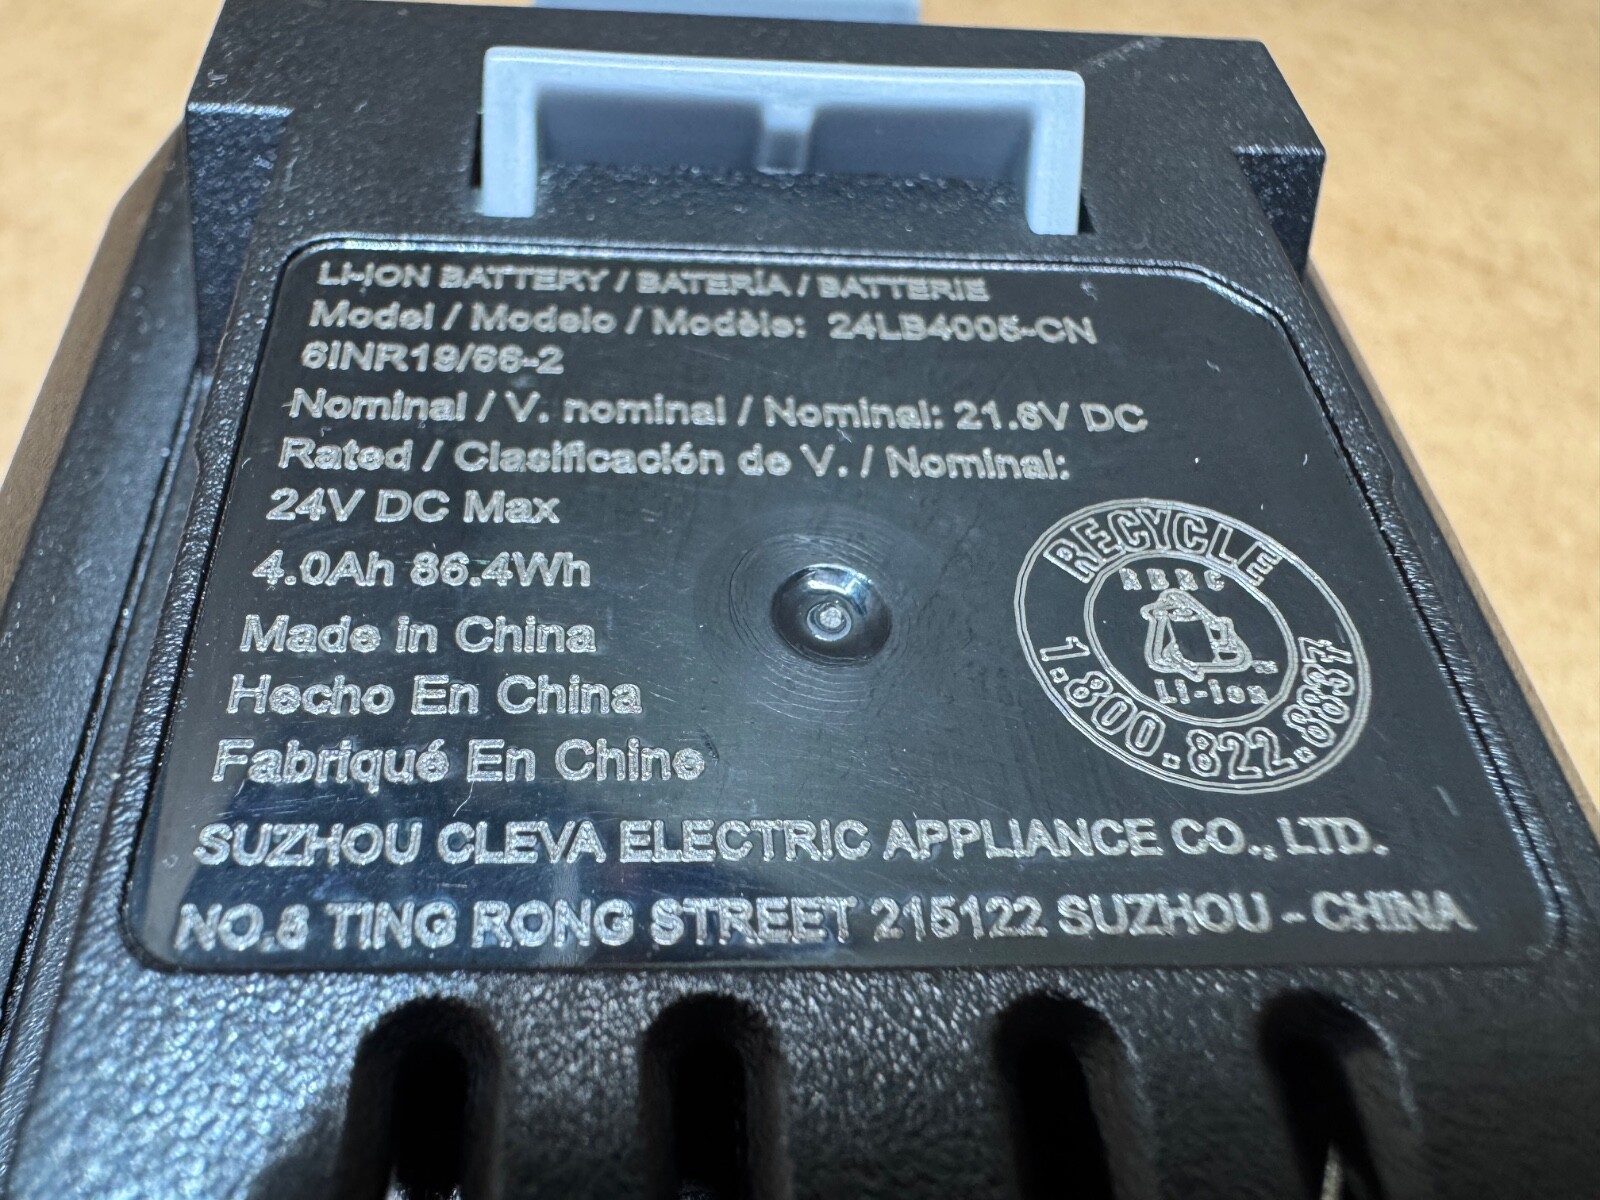 LI-ION BATTERY / BATERÍA / BATTERIE
Model / Modelo / Modèle: 24LB4005-CN
6INR19/66-2
Nominal / V. nominal / Nominal: 21.6V DC
Rated / Clasificación de V. / Nominal:
24V DC Max
4.0Ah 86.4Wh
Made in China
Hecho En China
Fabriqué En Chine
RECYCLE
RBRC
Li-ion
1.800.822.8837
SUZHOU CLEVA ELECTRIC APPLIANCE CO., LTD.
NO.8 TING RONG STREET 215122 SUZHOU - CHINA